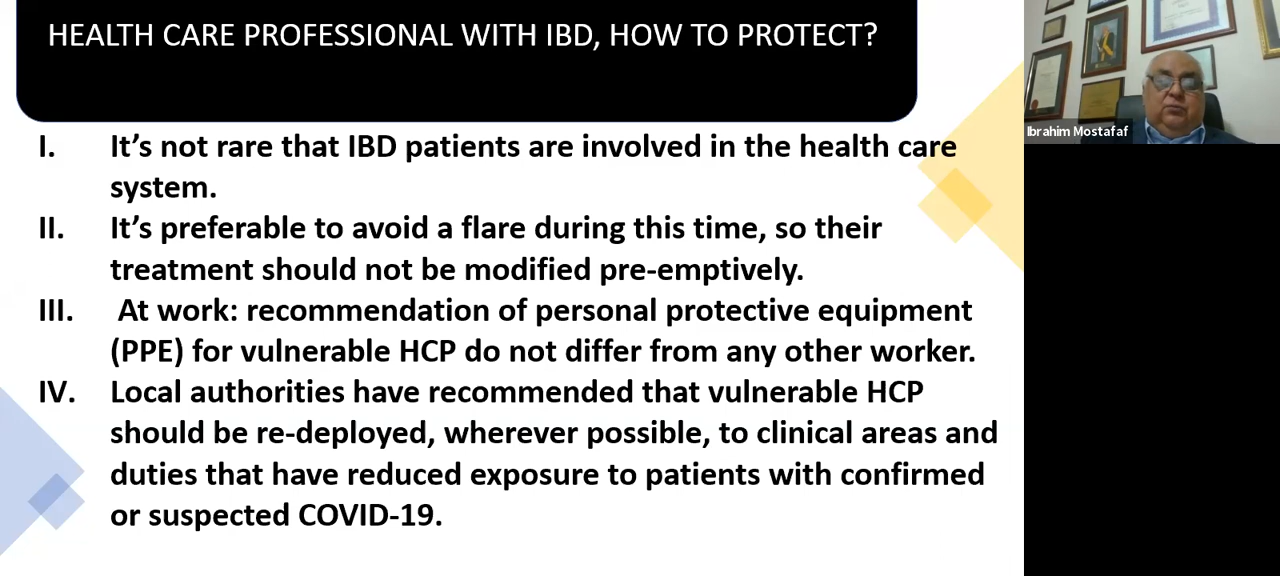 HEALTH CARE PROFESSIONAL WITH IBD, HOW TO PROTECT?
I. It's not rare that IBD patients are involved in the health care
system.
II. It's preferable to avoid a flare during this time, so their
treatment should not be modified pre-emptively.
III. At work: recommendation of personal protective equipment
(PPE) for vulnerable HCP do not differ from any other worker.
IV. Local authorities have recommended that vulnerable HCP
should be re-deployed, wherever possible, to clinical areas and
duties that have reduced exposure to patients with confirmed
or suspected COVID-19.
Ibrahim Mostafaf